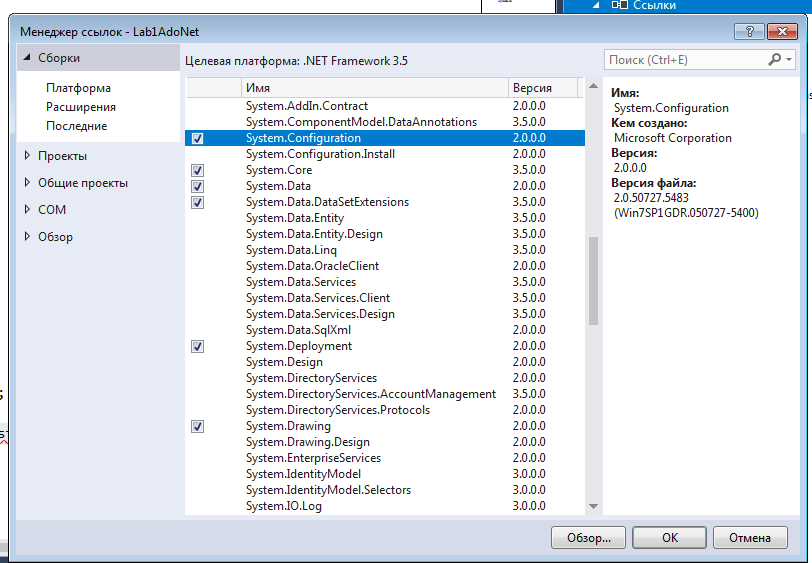 Ссылки
Менеджер ссылок - Lab1AdoNet
Сборки
Целевая платформа: .NET Framework 3.5
Поиск (Ctrl+E)
Платформа
Расширения
Последние
Проекты
Общие проекты
COM
Обзор
Имя Версия
System.AddIn.Contract 2.0.0.0
System.ComponentModel.DataAnnotations 3.5.0.0
System.Configuration 2.0.0.0
System.Configuration.Install 2.0.0.0
System.Core 3.5.0.0
System.Data 2.0.0.0
System.Data.DataSetExtensions 3.5.0.0
System.Data.Entity 3.5.0.0
System.Data.Entity.Design 3.5.0.0
System.Data.Linq 3.5.0.0
System.Data.OracleClient 2.0.0.0
System.Data.Services 3.5.0.0
System.Data.Services.Client 3.5.0.0
System.Data.Services.Design 3.5.0.0
System.Data.SqlXml 2.0.0.0
System.Deployment 2.0.0.0
System.Design 2.0.0.0
System.DirectoryServices 2.0.0.0
System.DirectoryServices.AccountManagement 3.5.0.0
System.DirectoryServices.Protocols 2.0.0.0
System.Drawing 2.0.0.0
System.Drawing.Design 2.0.0.0
System.EnterpriseServices 2.0.0.0
System.IdentityModel 3.0.0.0
System.IdentityModel.Selectors 3.0.0.0
System.IO.Log 3.0.0.0
Имя:
System.Configuration
Кем создано:
Microsoft Corporation
Версия:
2.0.0.0
Версия файла:
2.0.50727.5483
(Win7SP1GDR.050727-5400)
Обзор... ОК Отмена